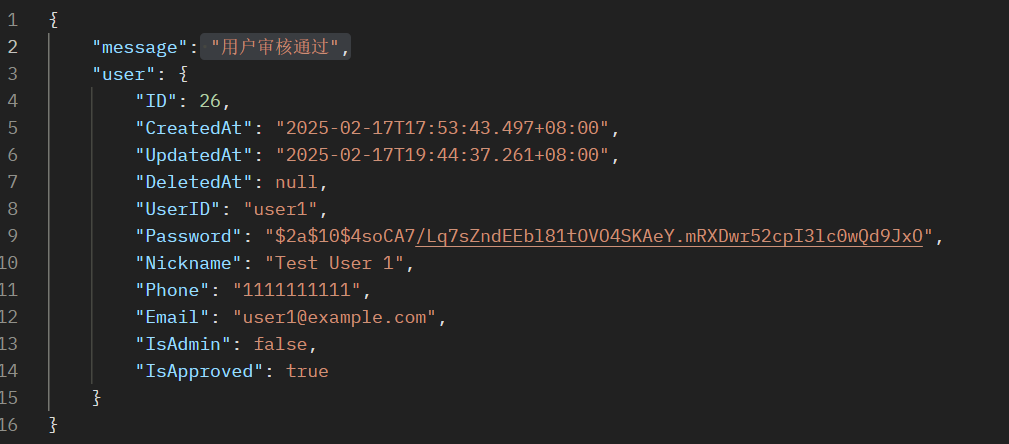 1 {
2 "message": "用户审核通过",
3 "user": {
4 "ID": 26,
5 "CreatedAt": "2025-02-17T17:53:43.497+08:00",
6 "UpdatedAt": "2025-02-17T19:44:37.261+08:00",
7 "DeletedAt": null,
8 "UserID": "user1",
9 "Password": "$2a$10$4soCA7/Lq7sZndEEbl81tOVO4SKAeY.mRXDwr52cpI3lc0wQd9JxO",
10 "Nickname": "Test User 1",
11 "Phone": "1111111111",
12 "Email": "user1@example.com",
13 "IsAdmin": false,
14 "IsApproved": true
15 }
16 }